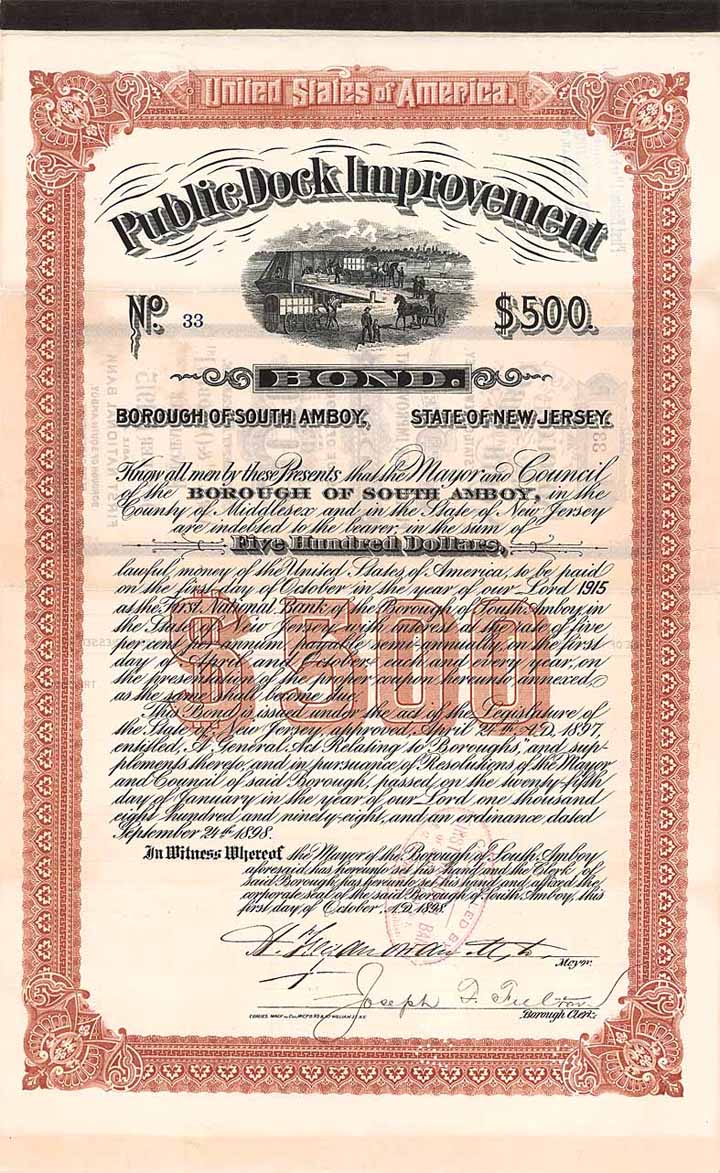 United States of America.
Public Dock Improvement
No. 33
$500.
BOND.
BOROUGH OF SOUTH AMBOY, STATE OF NEW JERSEY.
Know all men by these Presents that the Mayor and Council
of the BOROUGH OF SOUTH AMBOY, in the
County of Middlesex and in the State of New Jersey
are indebted to the bearer, in the sum of
Five Hundred Dollars,
lawful money of the United States of America, to be paid
on the first day of October in the year of our Lord 1915
at the First National Bank of the Borough of South Amboy, in
the State of New Jersey, with interest at the rate of five
per cent. per annum, payable semi-annually, on the first
day of April and October each and every year, on
the presentation of the proper coupon hereunto annexed,
as the same shall become due.
$500
This Bond is issued under the act of the Legislature of
the State of New Jersey, approved April 24th A.D. 1897,
entitled, "A General Act Relating to Boroughs," and sup-
plements thereto, and in pursuance of Resolutions of the Mayor
and Council of said Borough, passed on the twenty-fifth
day of January in the year of our Lord one thousand
eight hundred and ninety-eight, and an ordinance dated
September 24th 1898.
In Witness Whereof the Mayor of the Borough of South Amboy
aforesaid has hereunto set his hand and the Clerk of
said Borough has hereunto set his hand and affixed the
corporate seal of the said Borough of South Amboy, this
first day of October, A.D. 1898.
Mayor.
Joseph F. Fulton
Borough Clerk.